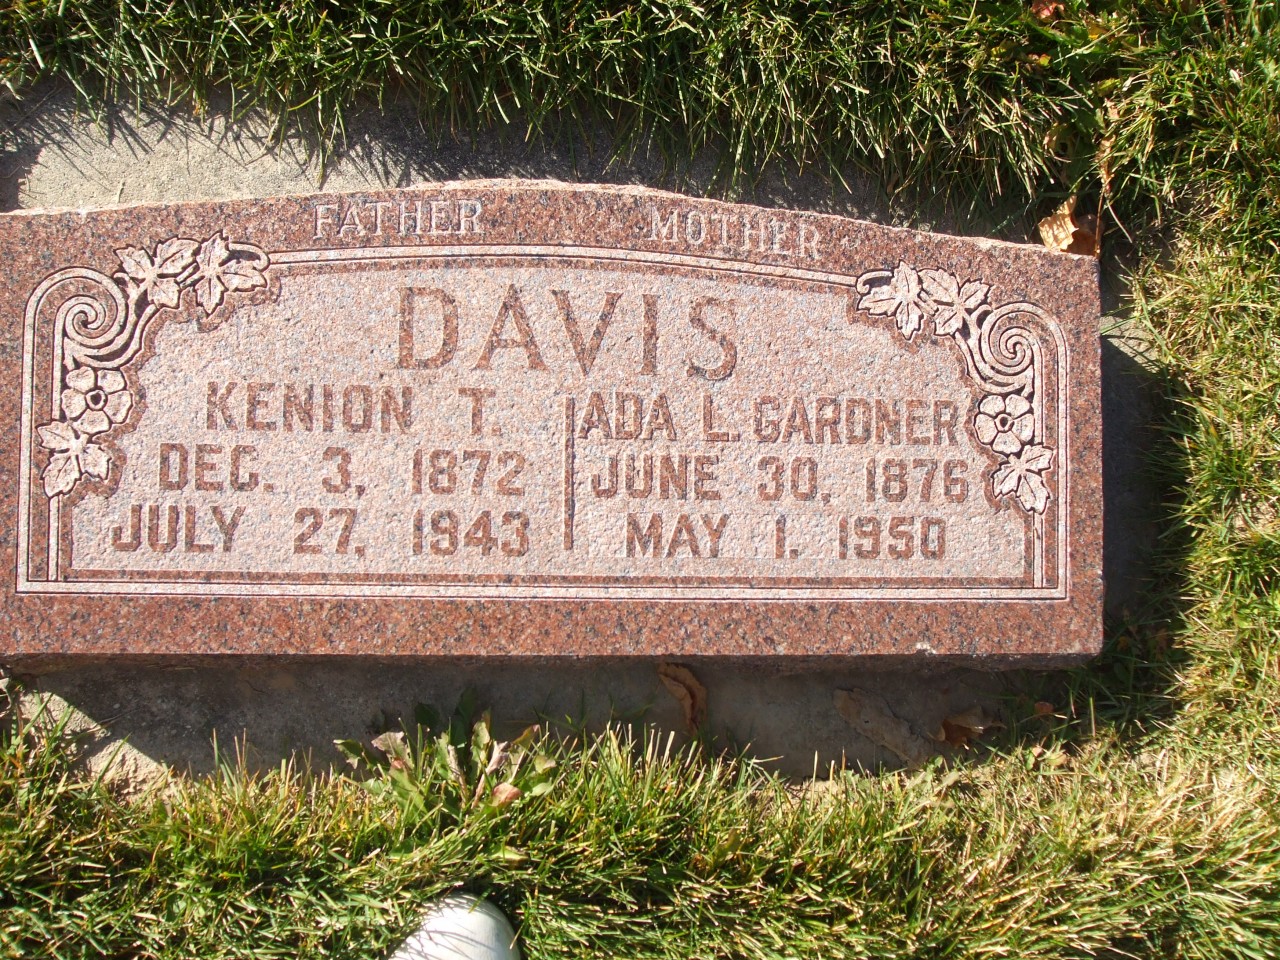 FATHER MOTHER
DAVIS
KENION T.
DEC. 3, 1872
JULY 27, 1943
ADA L. GARDNER
JUNE 30, 1876
MAY 1, 1950